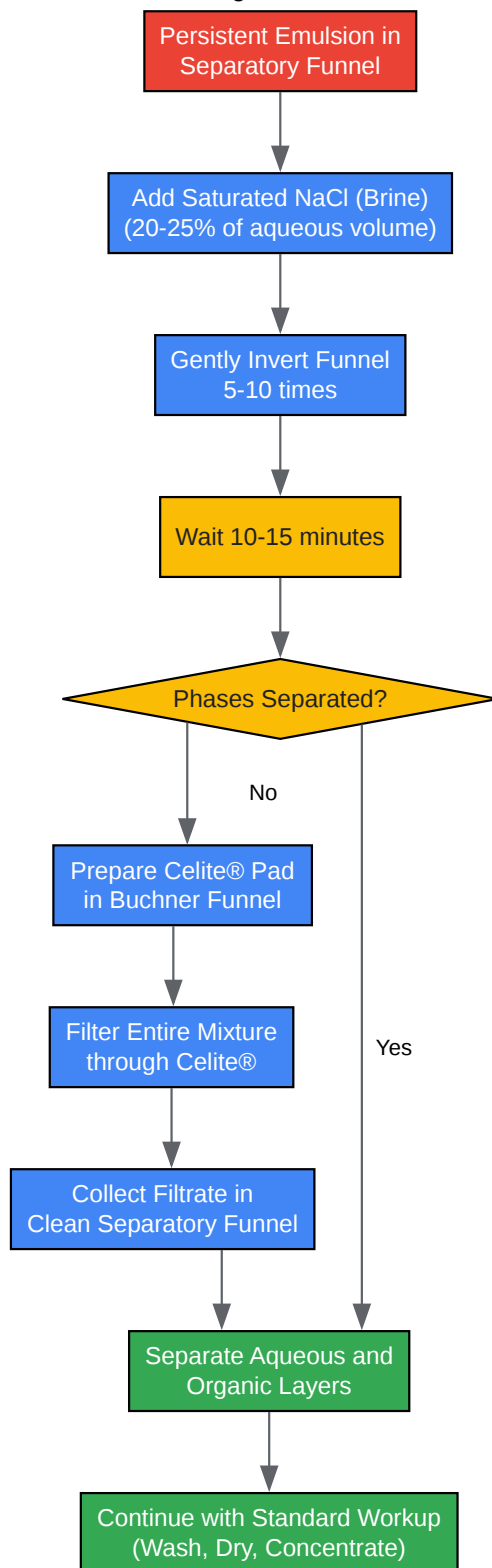 Persistent Emulsion in
Separatory Funnel
Add Saturated NaCl (Brine)
(20-25% of aqueous volume)
Gently Invert Funnel
5-10 times
Wait 10-15 minutes
Phases Separated?
No
Prepare Celite® Pad
in Buchner Funnel
Filter Entire Mixture
through Celite®
Yes
Collect Filtrate in
Clean Separatory Funnel
Separate Aqueous and
Organic Layers
Continue with Standard Workup
(Wash, Dry, Concentrate)